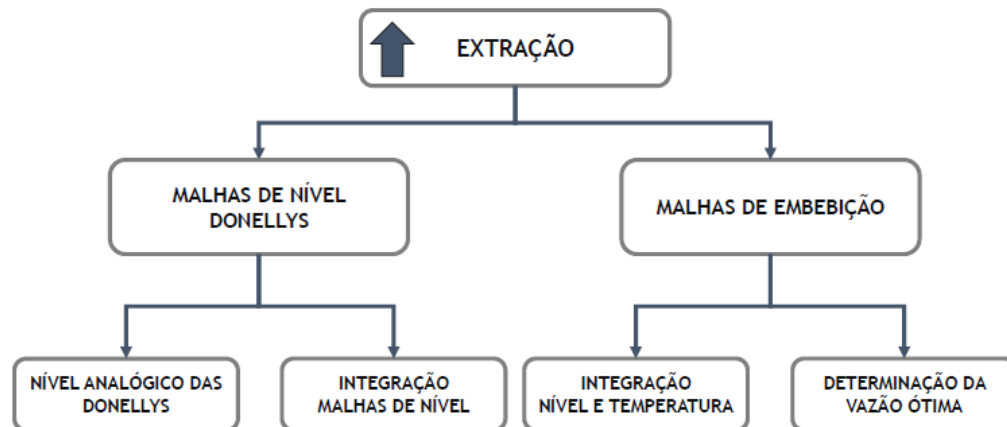 EXTRAÇÃO
MALHAS DE NÍVEL
DONELLYS
MALHAS DE EMBEBIÇÃO
NÍVEL ANALÓGICO DAS
DONELLYS
INTEGRAÇÃO
MALHAS DE NÍVEL
INTEGRAÇÃO
NÍVEL E TEMPERATURA
DETERMINAÇÃO DA
VAZÃO ÓTIMA